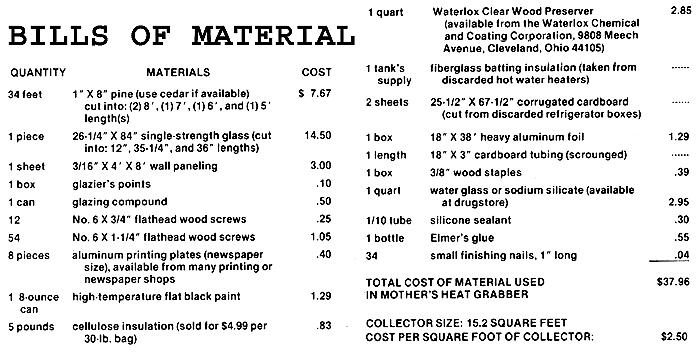 BILLS OF MATERIAL
QUANTITY MATERIALS COST
34 feet 1" X 8" pine (use cedar if available) $ 7.67
cut into: (2) 8', (1) 7', (1) 6', and (1) 5'
length(s)
1 piece 26-1/4" X 84" single-strength glass (cut 14.50
into: 12", 35-1/4", and 36" lengths)
1 sheet 3/16" X 4' X 8' wall paneling 3.00
1 box glazier's points .10
1 can glazing compound .50
12 No. 6 X 3/4" flathead wood screws .25
54 No. 6 X 1-1/4" flathead wood screws 1.05
8 pieces aluminum printing plates (newspaper .40
size), available from many printing or
newspaper shops
1 8-ounce high-temperature flat black paint 1.29
can
5 pounds cellulose insulation (sold for $4.99 per .83
30-lb. bag)
1 quart Waterlox Clear Wood Preserver 2.85
(available from the Waterlox Chemical
and Coating Corporation, 9808 Meech
Avenue, Cleveland, Ohio 44105)
1 tank's fiberglass batting insulation (taken from ......
supply discarded hot water heaters)
2 sheets 25-1/2" X 67-1/2" corrugated cardboard ......
(cut from discarded refrigerator boxes)
1 box 18" X 38' heavy aluminum foil 1.29
1 length 18" X 3" cardboard tubing (scrounged) ......
1 box 3/8" wood staples .39
1 quart water glass or sodium silicate (available
at drugstore) 2.95
1/10 tube silicone sealant .30
1 bottle Elmer's glue .55
34 small finishing nails, 1" long .04
TOTAL COST OF MATERIAL USED $37.96
IN MOTHER'S HEAT GRABBER
COLLECTOR SIZE: 15.2 SQUARE FEET
COST PER SQUARE FOOT OF COLLECTOR: $2.50